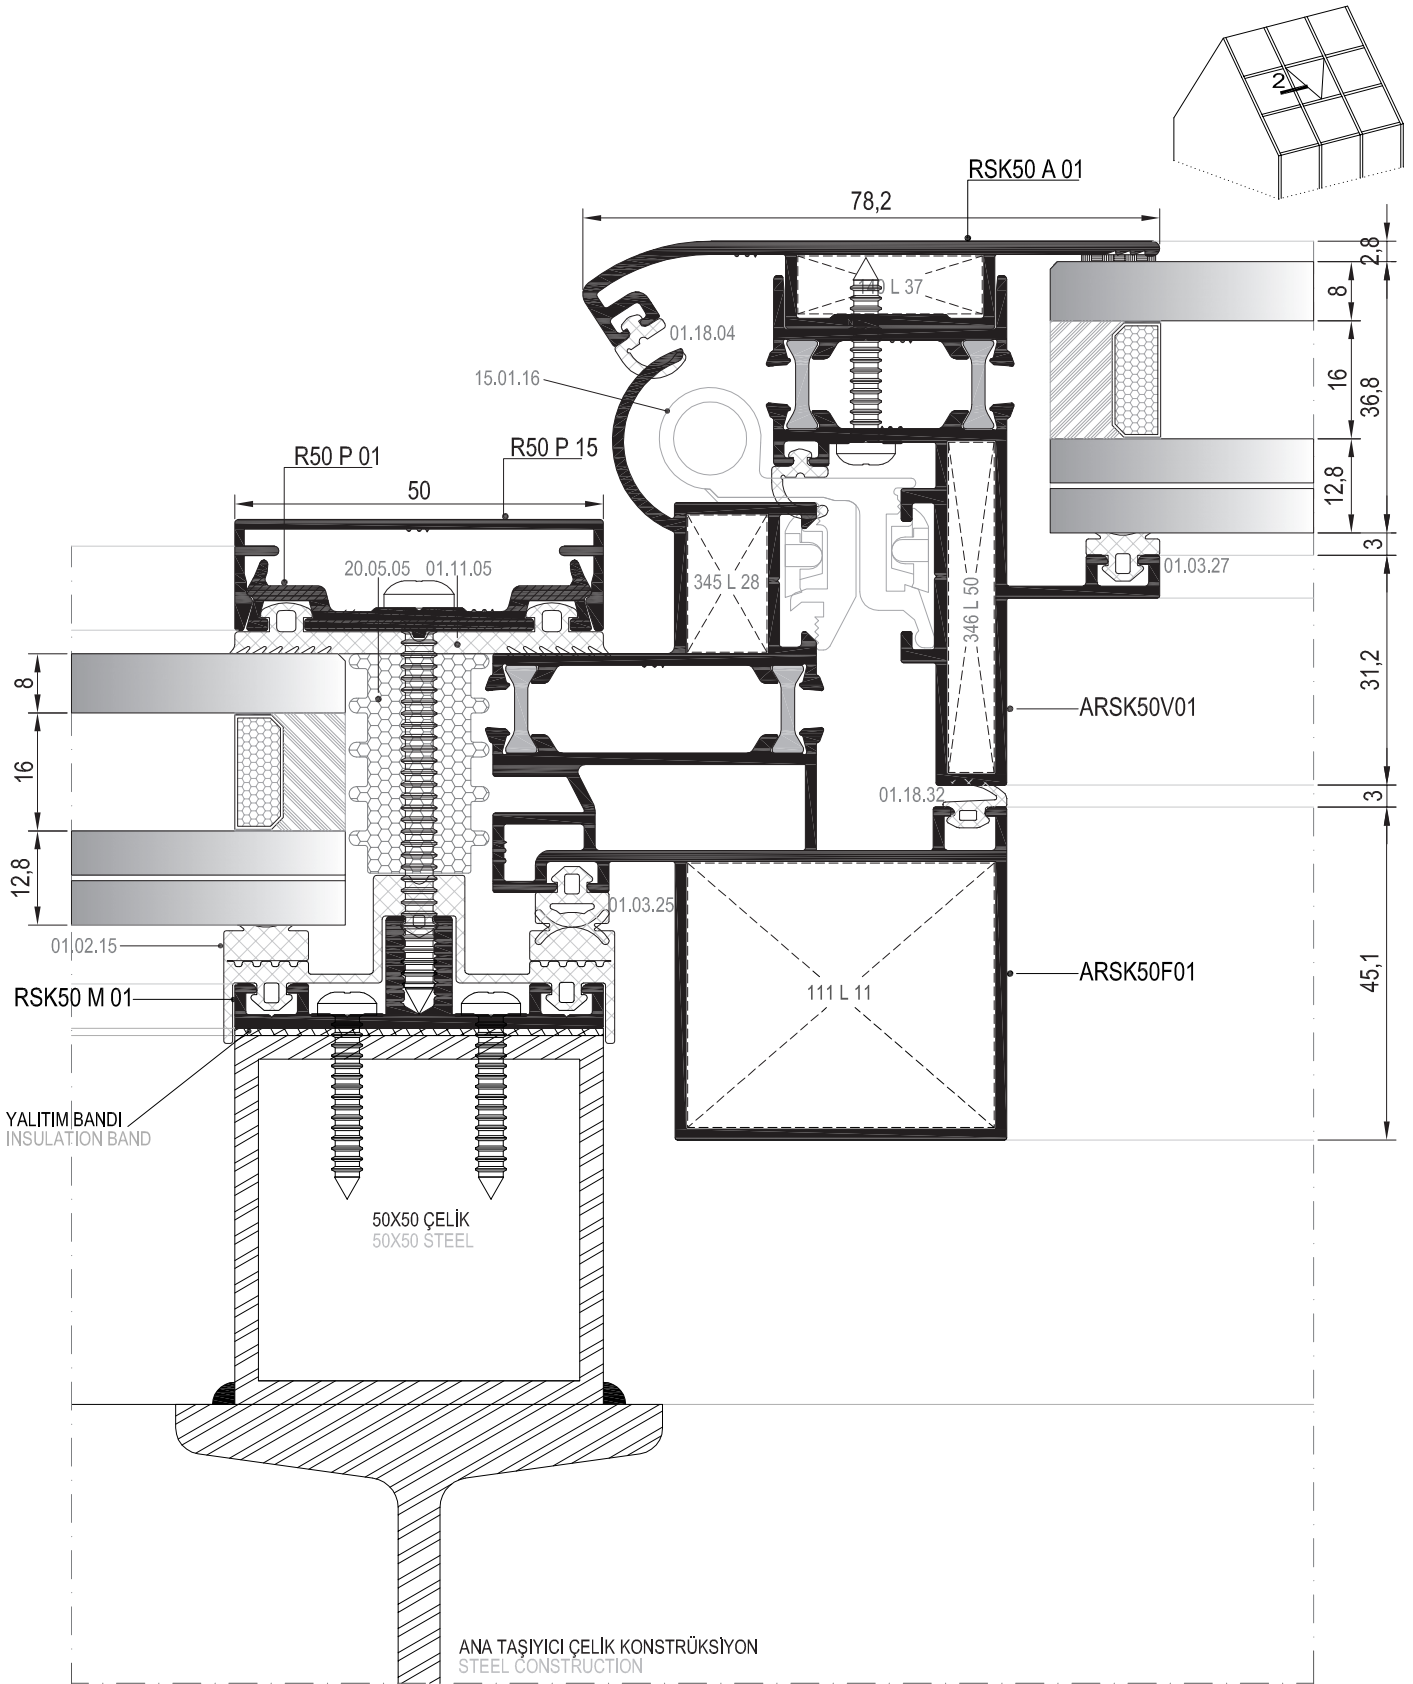 2
RSK50 A 01
78,2
2,8
8
140 L 37
01.18.04
15.01.16
16
36,8
R50 P 01
R50 P 15
50
12,8
3
01.03.27
20.05.05
01.11.05
345 L 28
346 L 50
8
31,2
ARSK50V01
16
01.18.32
3
12,8
01.03.25
01.02.15
ARSK50F01
45,1
RSK50 M 01
111 L 11
YALITIM BANDI
INSULATION BAND
50X50 ÇELİK
50X50 STEEL
ANA TAŞIYICI ÇELİK KONSTRÜKSİYON
STEEL CONSTRUCTION